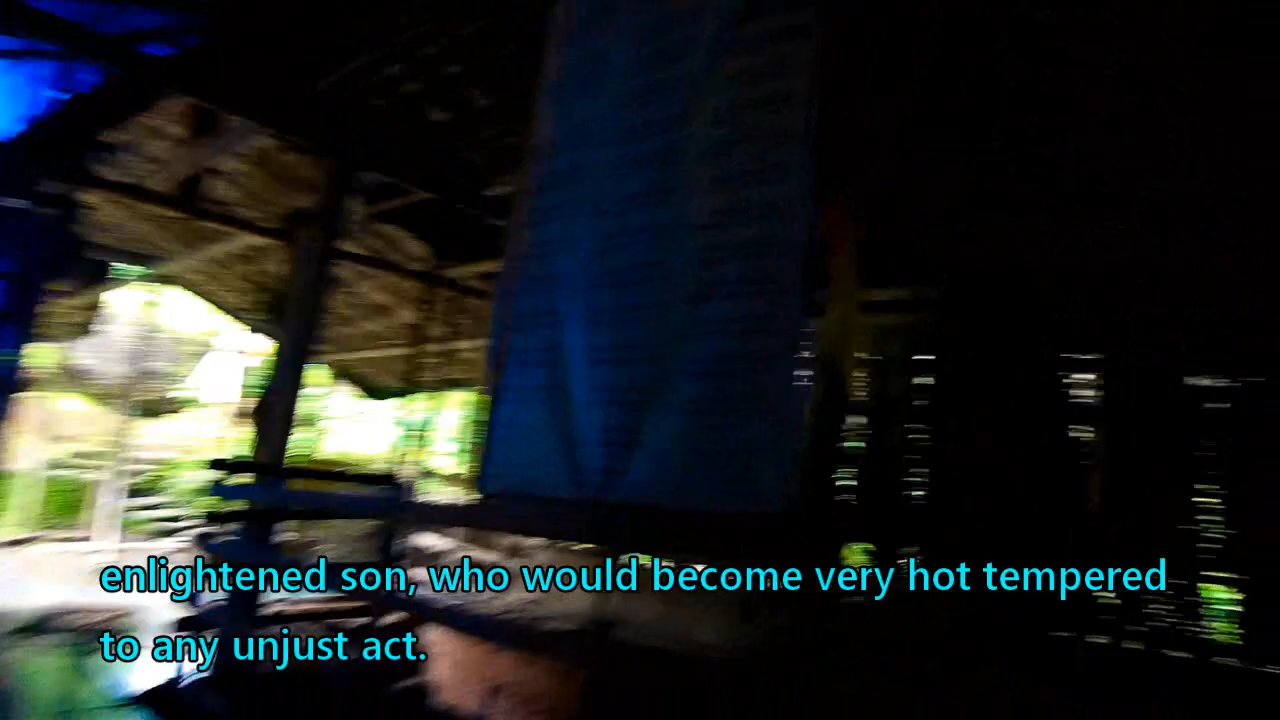 enlightened son, who would become very hot tempered
to any unjust act.